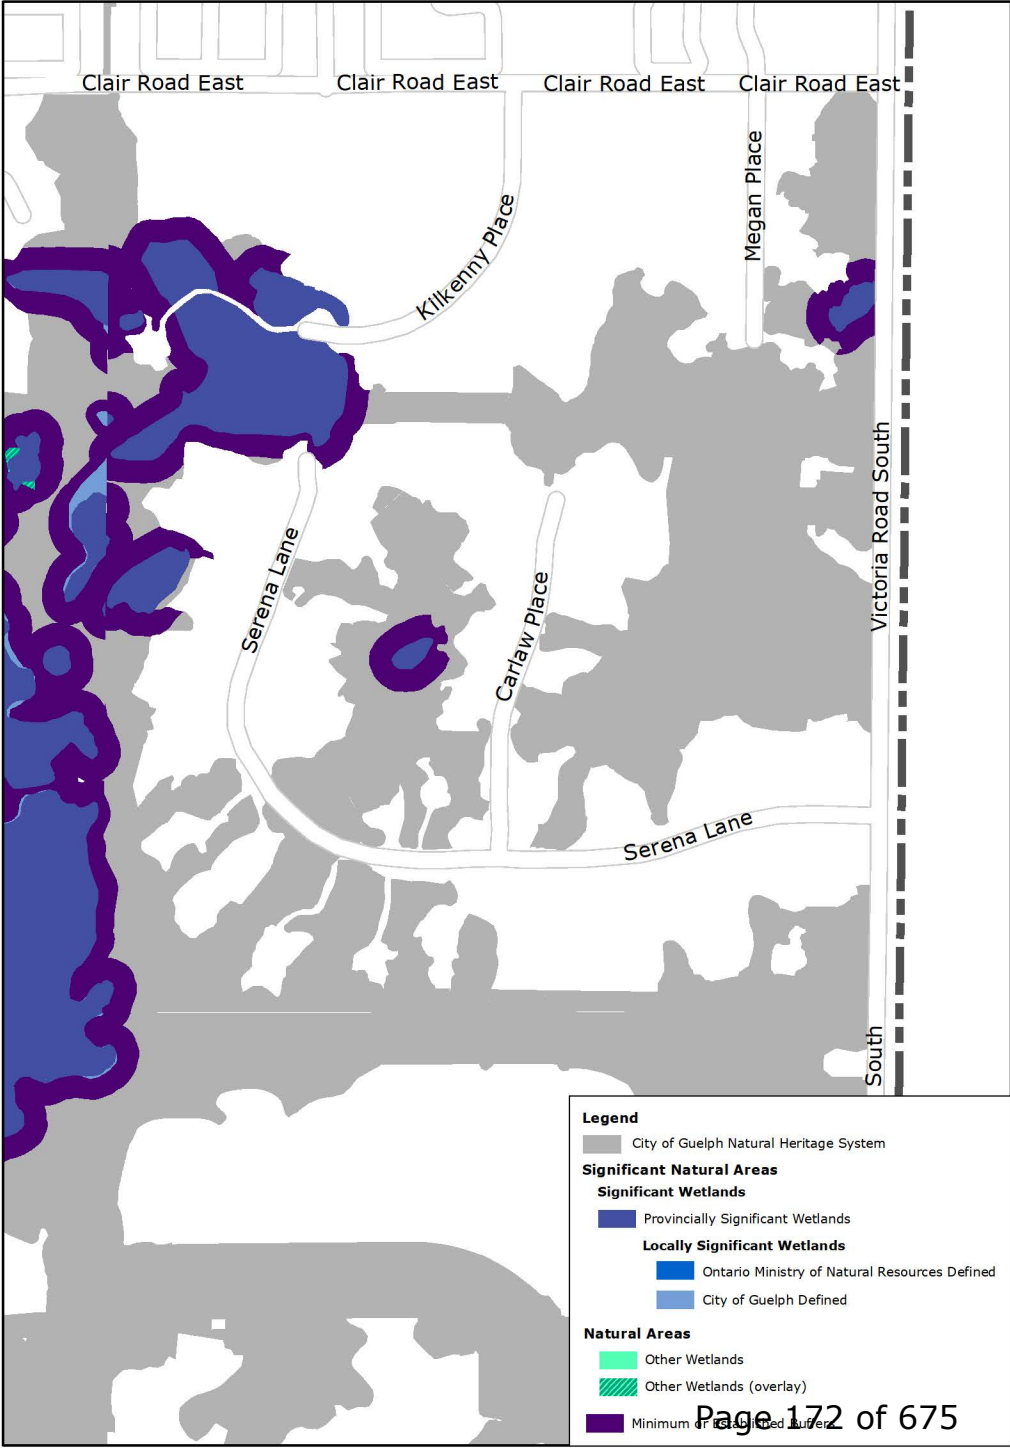 Clair Road East
Clair Road East
Clair Road East
Clair Road East
Megan Place
Kilkenny Place
Victoria Road South
Serena Lane
Carlaw Place
Serena Lane
South
Legend
City of Guelph Natural Heritage System
Significant Natural Areas
Significant Wetlands
Provincially Significant Wetlands
Locally Significant Wetlands
Ontario Ministry of Natural Resources Defined
City of Guelph Defined
Natural Areas
Other Wetlands
Other Wetlands (overlay)
Minimum or Established Buffers
Page 172 of 675